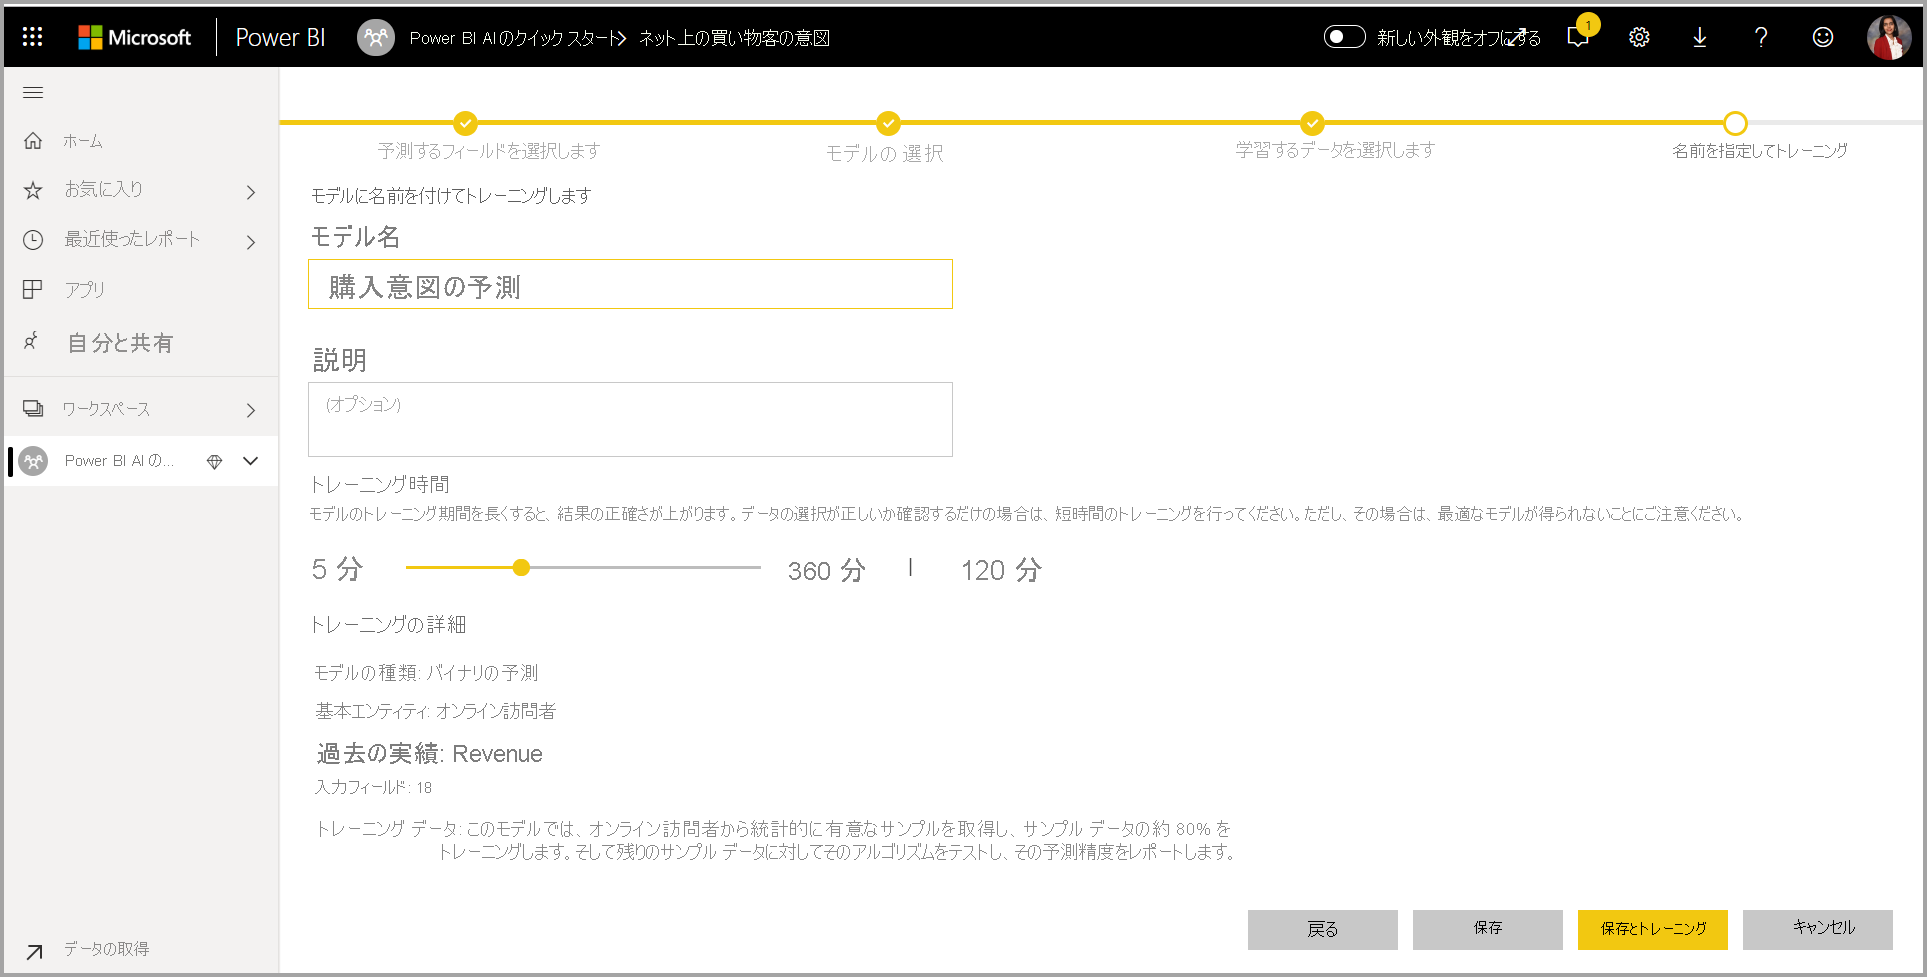 Microsoft Power BI Power BI AIのクイック スタート> ネット上の買い物客の意図 新しい外観をオフにする 1
ホーム
お気に入り
最近使ったレポート
アプリ
自分と共有
ワークスペース
Power BI AI の...
データの取得
予測するフィールドを選択します モデルの 選択 学習するデータを選択します 名前を指定してトレーニング
モデルに名前を付けてトレーニングします
モデル名
購入意図の予測
説明
(オプション)
トレーニング時間
モデルのトレーニング期間を長くすると、結果の正確さが上がります。データの選択が正しいか確認するだけの場合は、短時間のトレーニングを行ってください。ただし、その場合は、最適なモデルが得られないことにご注意ください。
5 分 360 分 | 120 分
トレーニングの詳細
モデルの種類: バイナリの予測
基本エンティティ: オンライン訪問者
過去の実績: Revenue
入力フィールド: 18
トレーニング データ: このモデルでは、オンライン訪問者から統計的に有意なサンプルを取得し、サンプル データの約 80% を
トレーニングします。そして残りのサンプル データに対してそのアルゴリズムをテストし、その予測精度をレポートします。
戻る 保存 保存とトレーニング キャンセル